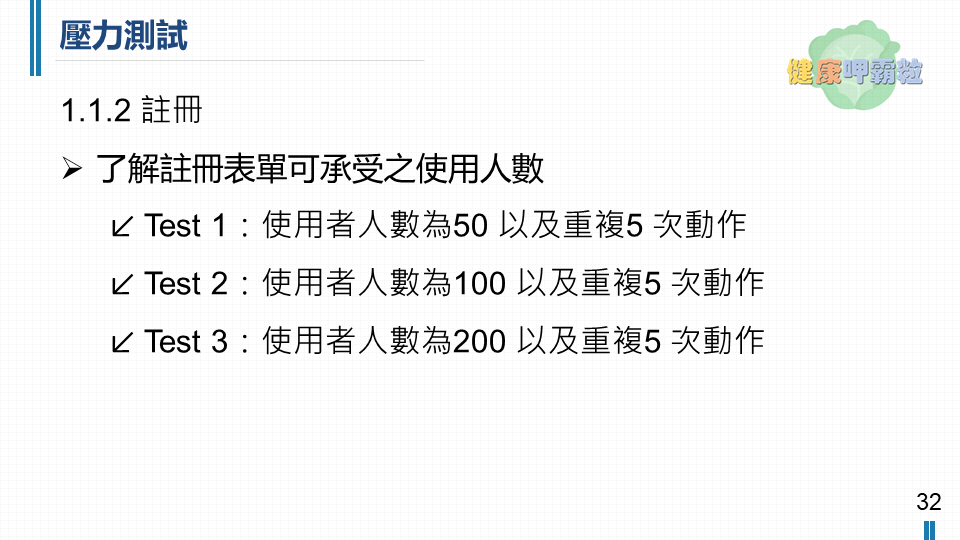 壓力測試
健康呷霸粒
1.1.2 註冊
➢ 了解註冊表單可承受之使用人數
↙ Test 1：使用者人數為50 以及重複5 次動作
↙ Test 2：使用者人數為100 以及重複5 次動作
↙ Test 3：使用者人數為200 以及重複5 次動作
32